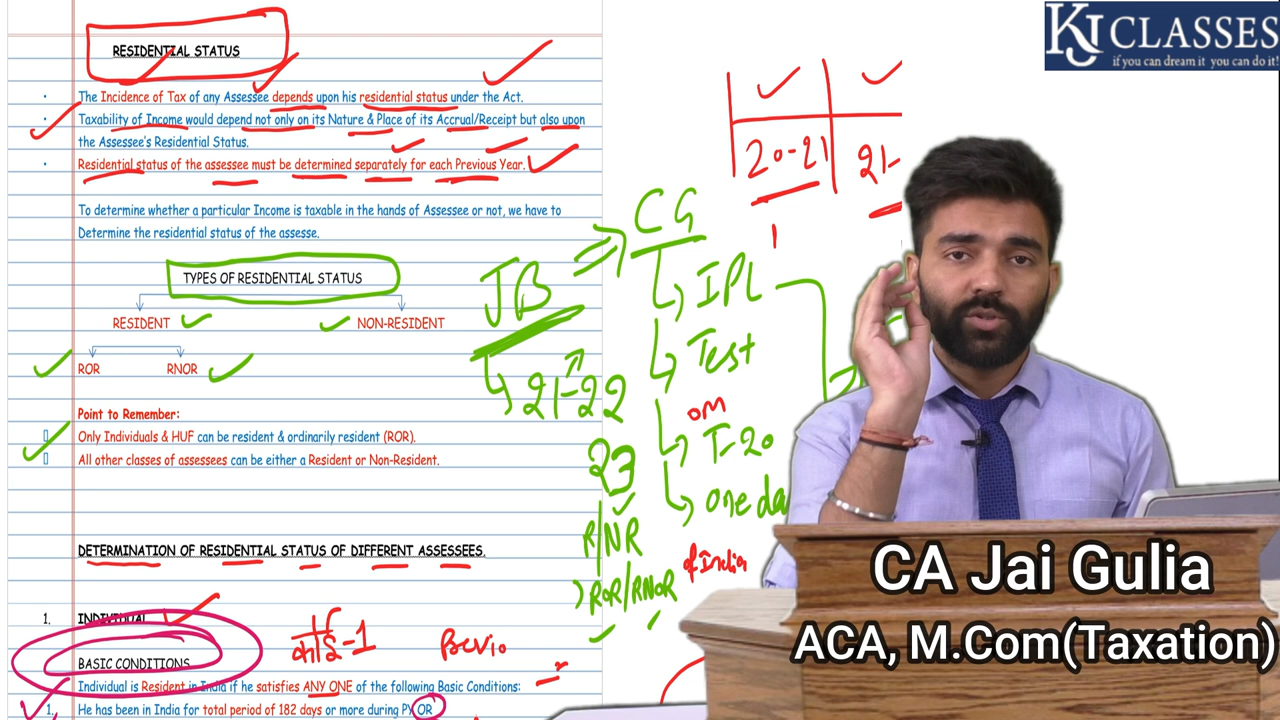 RESIDENTIAL STATUS
· The Incidence of Tax of any Assessee depends upon his residential status under the Act.
· Taxability of Income would depend not only on its Nature & Place of its Accrual/Receipt but also upon
the Assessee's Residential Status.
· Residential status of the assessee must be determined separately for each Previous Year.
To determine whether a particular Income is taxable in the hands of Assessee or not, we have to
Determine the residential status of the assesse.
TYPES OF RESIDENTIAL STATUS
RESIDENT
NON-RESIDENT
ROR
RNOR
Point to Remember:
Only Individuals & HUF can be resident & ordinarily resident (ROR).
All other classes of assessees can be either a Resident or Non-Resident.
DETERMINATION OF RESIDENTIAL STATUS OF DIFFERENT ASSESSEES.
1. INDIVIDUAL
BASIC CONDITIONS
Individual is Resident in India if he satisfies ANY ONE of the following Basic Conditions:
1. He has been in India for total period of 182 days or more during PY OR
20-21
21-
JB
21-22
23
R/NR
ROR/RNOR
CG
IPL
Test
om
T-20
one da
of India
KJ CLASSES
if you can dream it you can do it!
CA Jai Gulia
ACA, M.Com(Taxation)